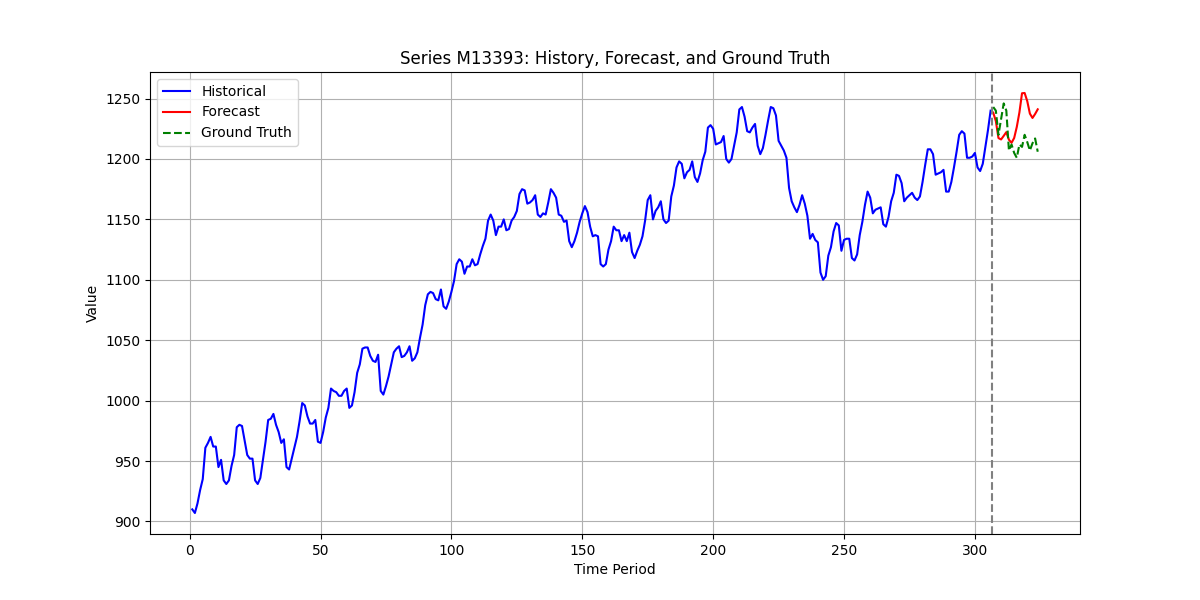 Series M13393: History, Forecast, and Ground Truth
Historical
Forecast
Ground Truth
Value
1250
1200
1150
1100
1050
1000
950
900
0 50 100 150 200 250 300
Time Period